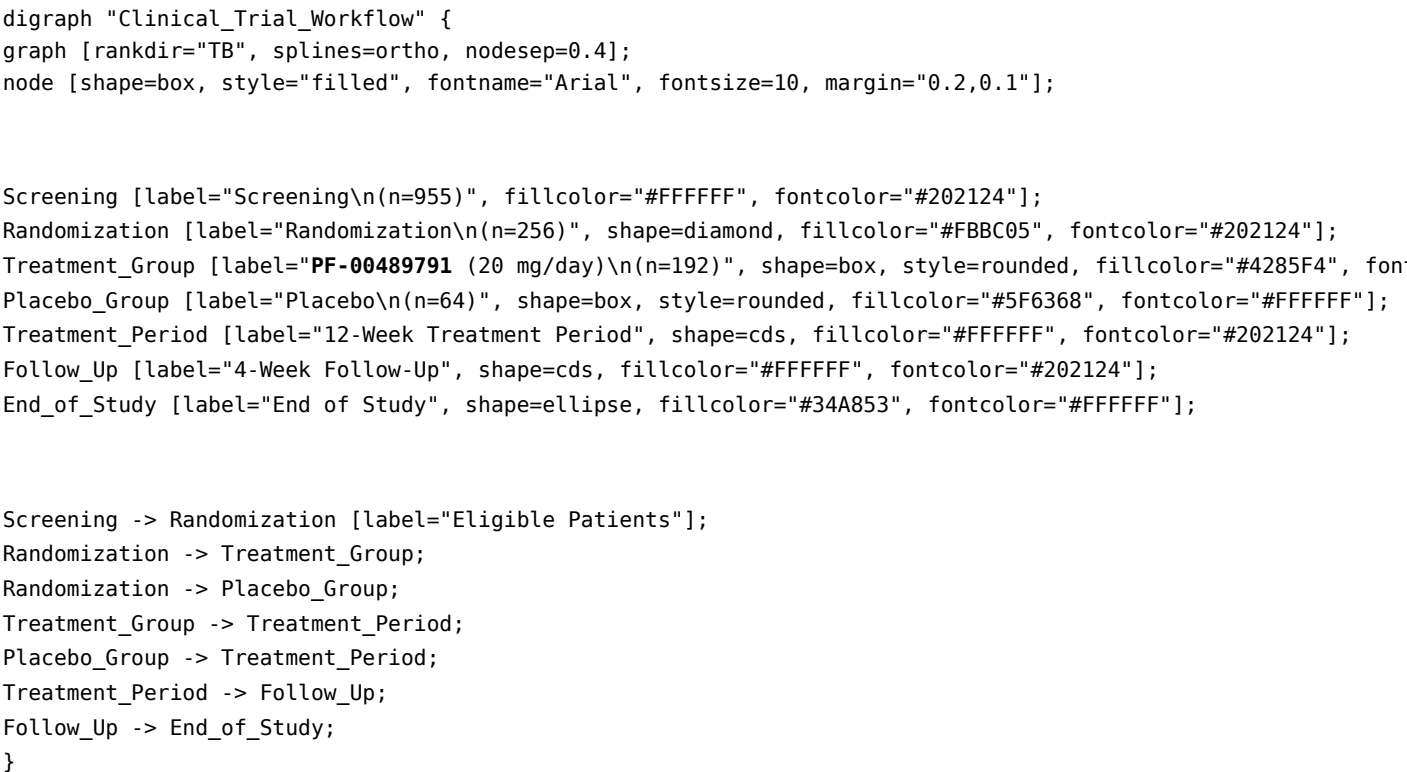 digraph "Clinical_Trial_Workflow" {
graph [rankdir="TB", splines=ortho, nodesep=0.4];
node [shape=box, style="filled", fontname="Arial", fontsize=10, margin="0.2,0.1"];
Screening [label="Screening\n(n=955)", fillcolor="#FFFFFF", fontcolor="#202124"];
Randomization [label="Randomization\n(n=256)", shape=diamond, fillcolor="#FBBC05", fontcolor="#202124"];
Treatment_Group [label="PF-00489791 (20 mg/day)\n(n=192)", shape=box, style=rounded, fillcolor="#4285F4",
Placebo_Group [label="Placebo\n(n=64)", shape=box, style=rounded, fillcolor="#5F6368", fontcolor="#FFFFFF"];
Treatment_Period [label="12-Week Treatment Period", shape=cds, fillcolor="#FFFFFF", fontcolor="#202124"];
Follow_Up [label="4-Week Follow-Up", shape=cds, fillcolor="#FFFFFF", fontcolor="#202124"];
End_of_Study [label="End of Study", shape=ellipse, fillcolor="#34A853", fontcolor="#FFFFFF"];
Screening -> Randomization [label="Eligible Patients"];
Randomization -> Treatment_Group;
Randomization -> Placebo_Group;
Treatment_Group -> Treatment_Period;
Placebo_Group -> Treatment_Period;
Treatment_Period -> Follow_Up;
Follow_Up -> End_of_Study;
}